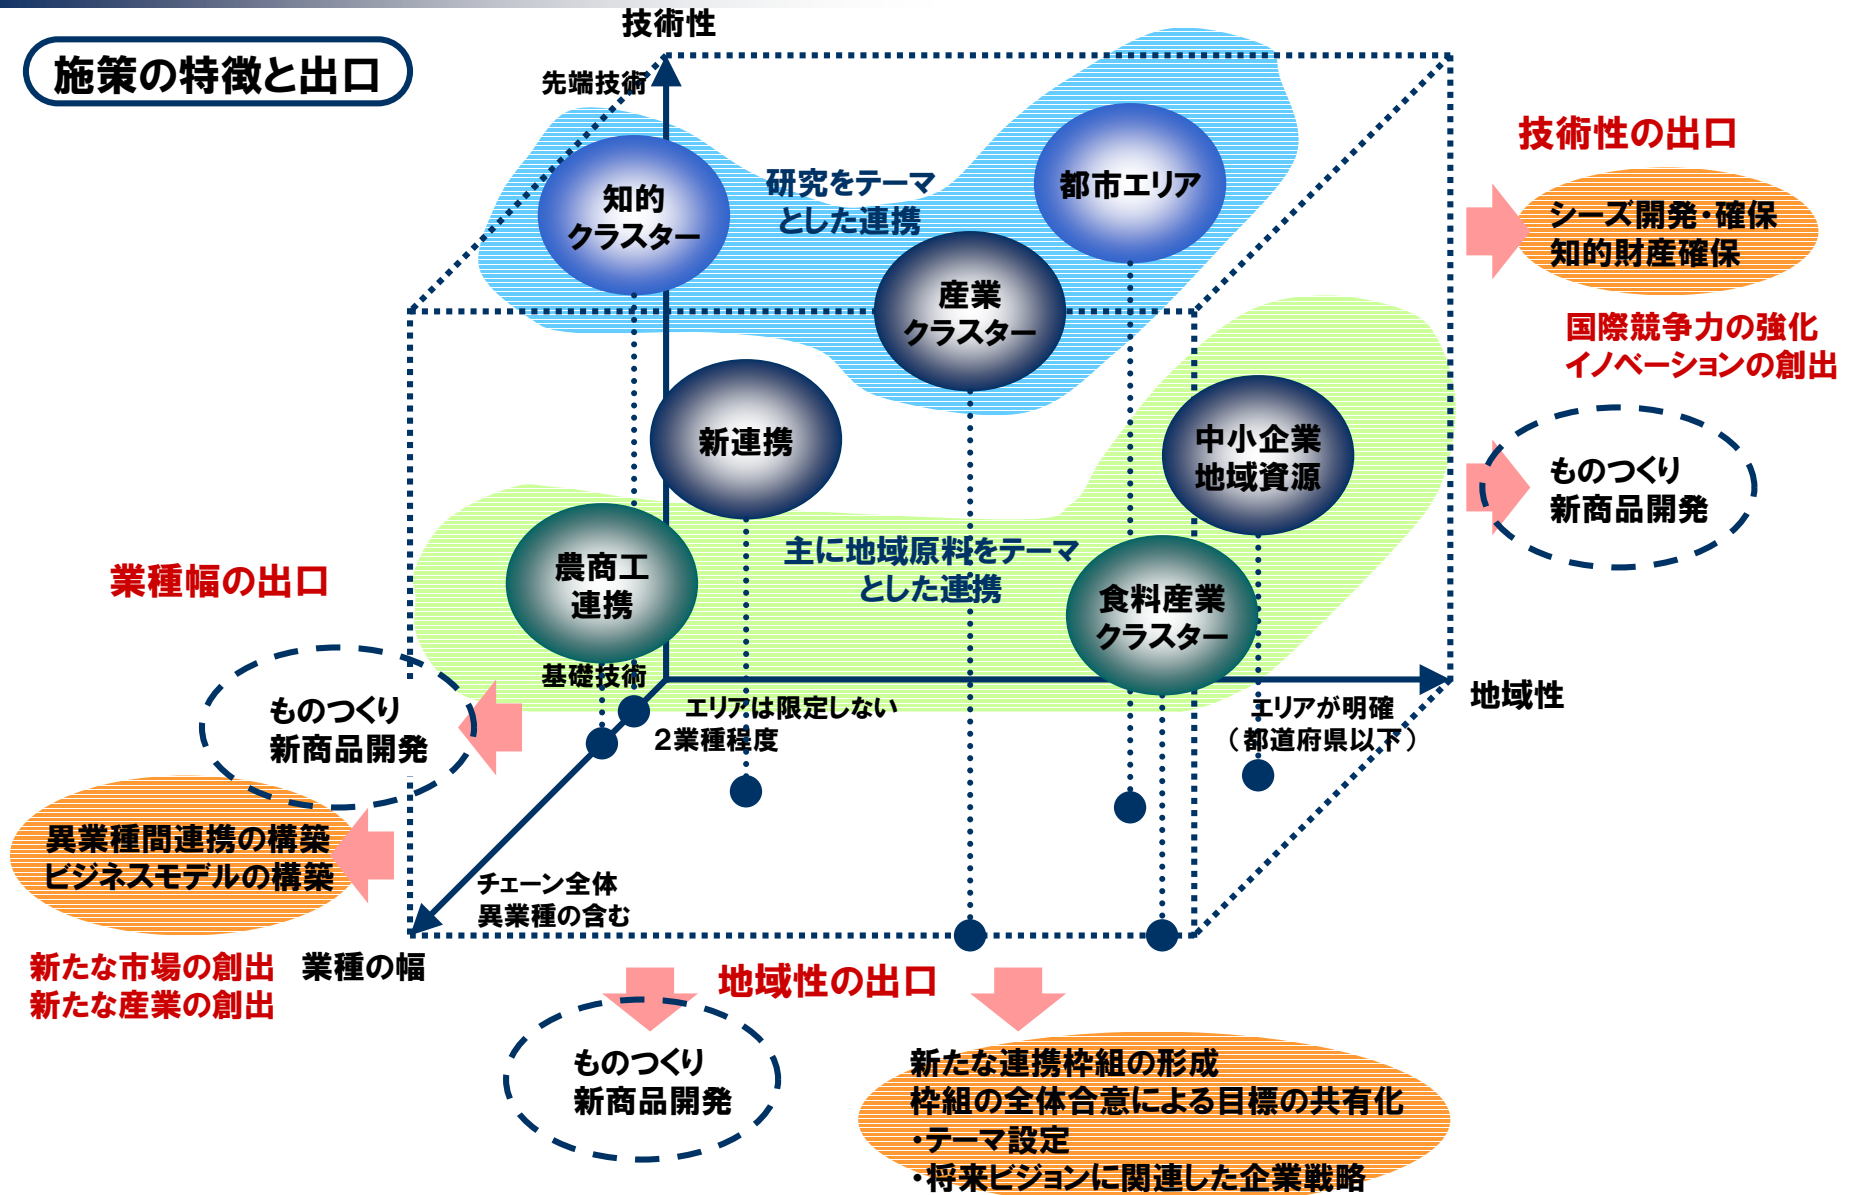 技術性
施策の特徴と出口
先端技術
技術性の出口
知的
クラスター
研究をテーマ
とした連携
都市エリア
シーズ開発・確保
知的財産確保
産業
クラスター
国際競争力の強化
イノベーションの創出
新連携
中小企業
地域資源
ものつくり
新商品開発
業種幅の出口
農商工
連携
主に地域原料をテーマ
とした連携
食料産業
クラスター
基礎技術
ものつくり
新商品開発
エリアは限定しない
2業種程度
エリアが明確
（都道府県以下）
地域性
異業種間連携の構築
ビジネスモデルの構築
チェーン全体
異業種の含む
新たな市場の創出
新たな産業の創出
業種の幅
地域性の出口
ものつくり
新商品開発
新たな連携枠組の形成
枠組の全体合意による目標の共有化
・テーマ設定
・将来ビジョンに関連した企業戦略